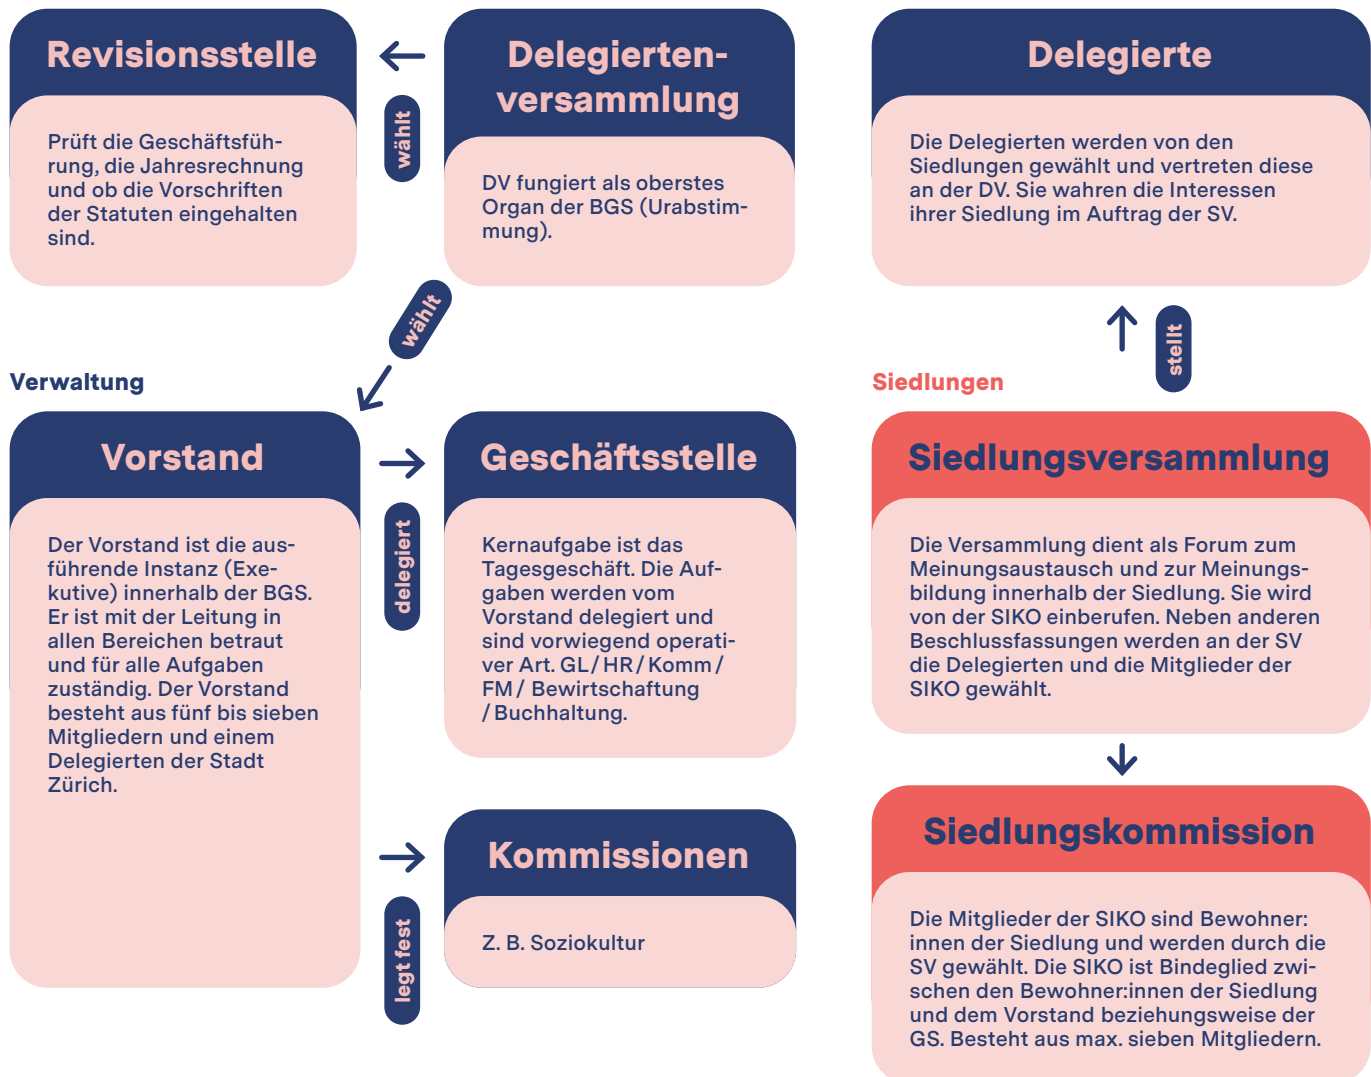 Revisionsstelle
Prüft die Geschäftsfüh-
rung, die Jahresrechnung
und ob die Vorschriften
der Statuten eingehalten
sind.
wählt
Delegierten-
versammlung
DV fungiert als oberstes
Organ der BGS (Urabstim-
mung).
Delegierte
Die Delegierten werden von den
Siedlungen gewählt und vertreten diese
an der DV. Sie wahren die Interessen
ihrer Siedlung im Auftrag der SV.
wählt
stellt
Verwaltung
Vorstand
Der Vorstand ist die aus-
führende Instanz (Exe-
kutive) innerhalb der BGS.
Er ist mit der Leitung in
allen Bereichen betraut
und für alle Aufgaben
zuständig. Der Vorstand
besteht aus fünf bis sieben
Mitgliedern und einem
Delegierten der Stadt
Zürich.
delegiert
Geschäftsstelle
Kernaufgabe ist das
Tagesgeschäft. Die Auf-
gaben werden vom
Vorstand delegiert und
sind vorwiegend operati-
ver Art. GL/ HR/ Komm /
FM/ Bewirtschaftung
/ Buchhaltung.
legt fest
Kommissionen
Z. B. Soziokultur
Siedlungen
Siedlungsversammlung
Die Versammlung dient als Forum zum
Meinungsaustausch und zur Meinungs-
bildung innerhalb der Siedlung. Sie wird
von der SIKO einberufen. Neben anderen
Beschlussfassungen werden an der SV
die Delegierten und die Mitglieder der
SIKO gewählt.
Siedlungskommission
Die Mitglieder der SIKO sind Bewohner:
innen der Siedlung und werden durch die
SV gewählt. Die SIKO ist Bindeglied zwi-
schen den Bewohner:innen der Siedlung
und dem Vorstand beziehungsweise der
GS. Besteht aus max. sieben Mitgliedern.